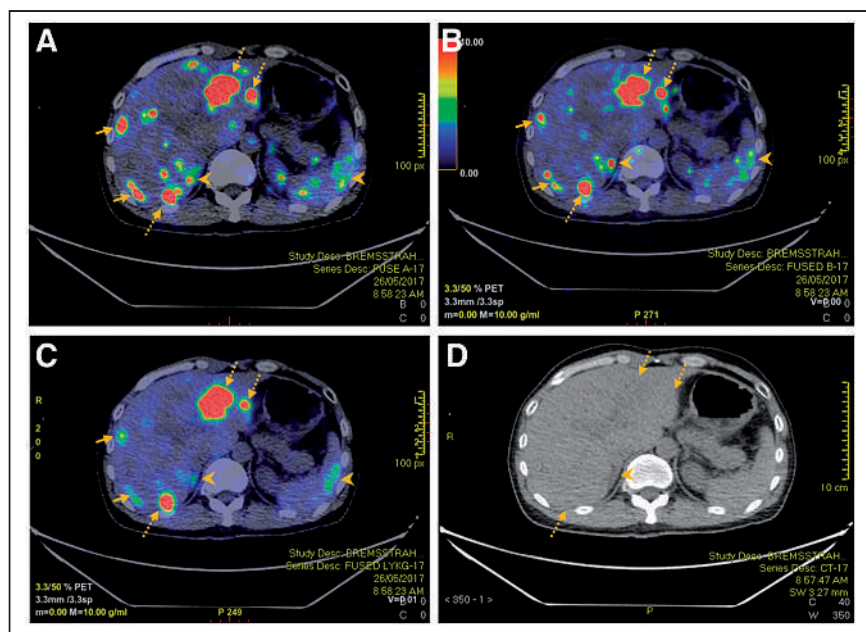 A
100 px
Study Desc: BREMSSTRAH...
Series Desc: FUSE A-17
26/05/2017
8:58:23 AM
B 0
C 0
B
10.00
0.00
100 px
Study Desc: BREMSSTRAH...
Series Desc: FUSED B-17
26/05/2017
8:58:23 AM
3.3/50 % PET
3.3mm /3.3sp
m=0.00 M=10.00 g/ml
P 271
V=0.00
0
C 0
C
R
2
0
0
100 px
Study Desc: BREMSSTRAH...
Series Desc: FUSED LYKG-17
26/05/2017
8:58:23 AM
3.3/50 % PET
3.3mm /3.3sp
m=0.00 M=10.00 g/ml
P 249
V=0.01
0
C 0
D
R
10 cm
Study Desc: BREMSSTRAH...
Series Desc: CT-17
8:57:47 AM
SW 3.27 mm
< 350 - 1 >
P
C 40
W 350